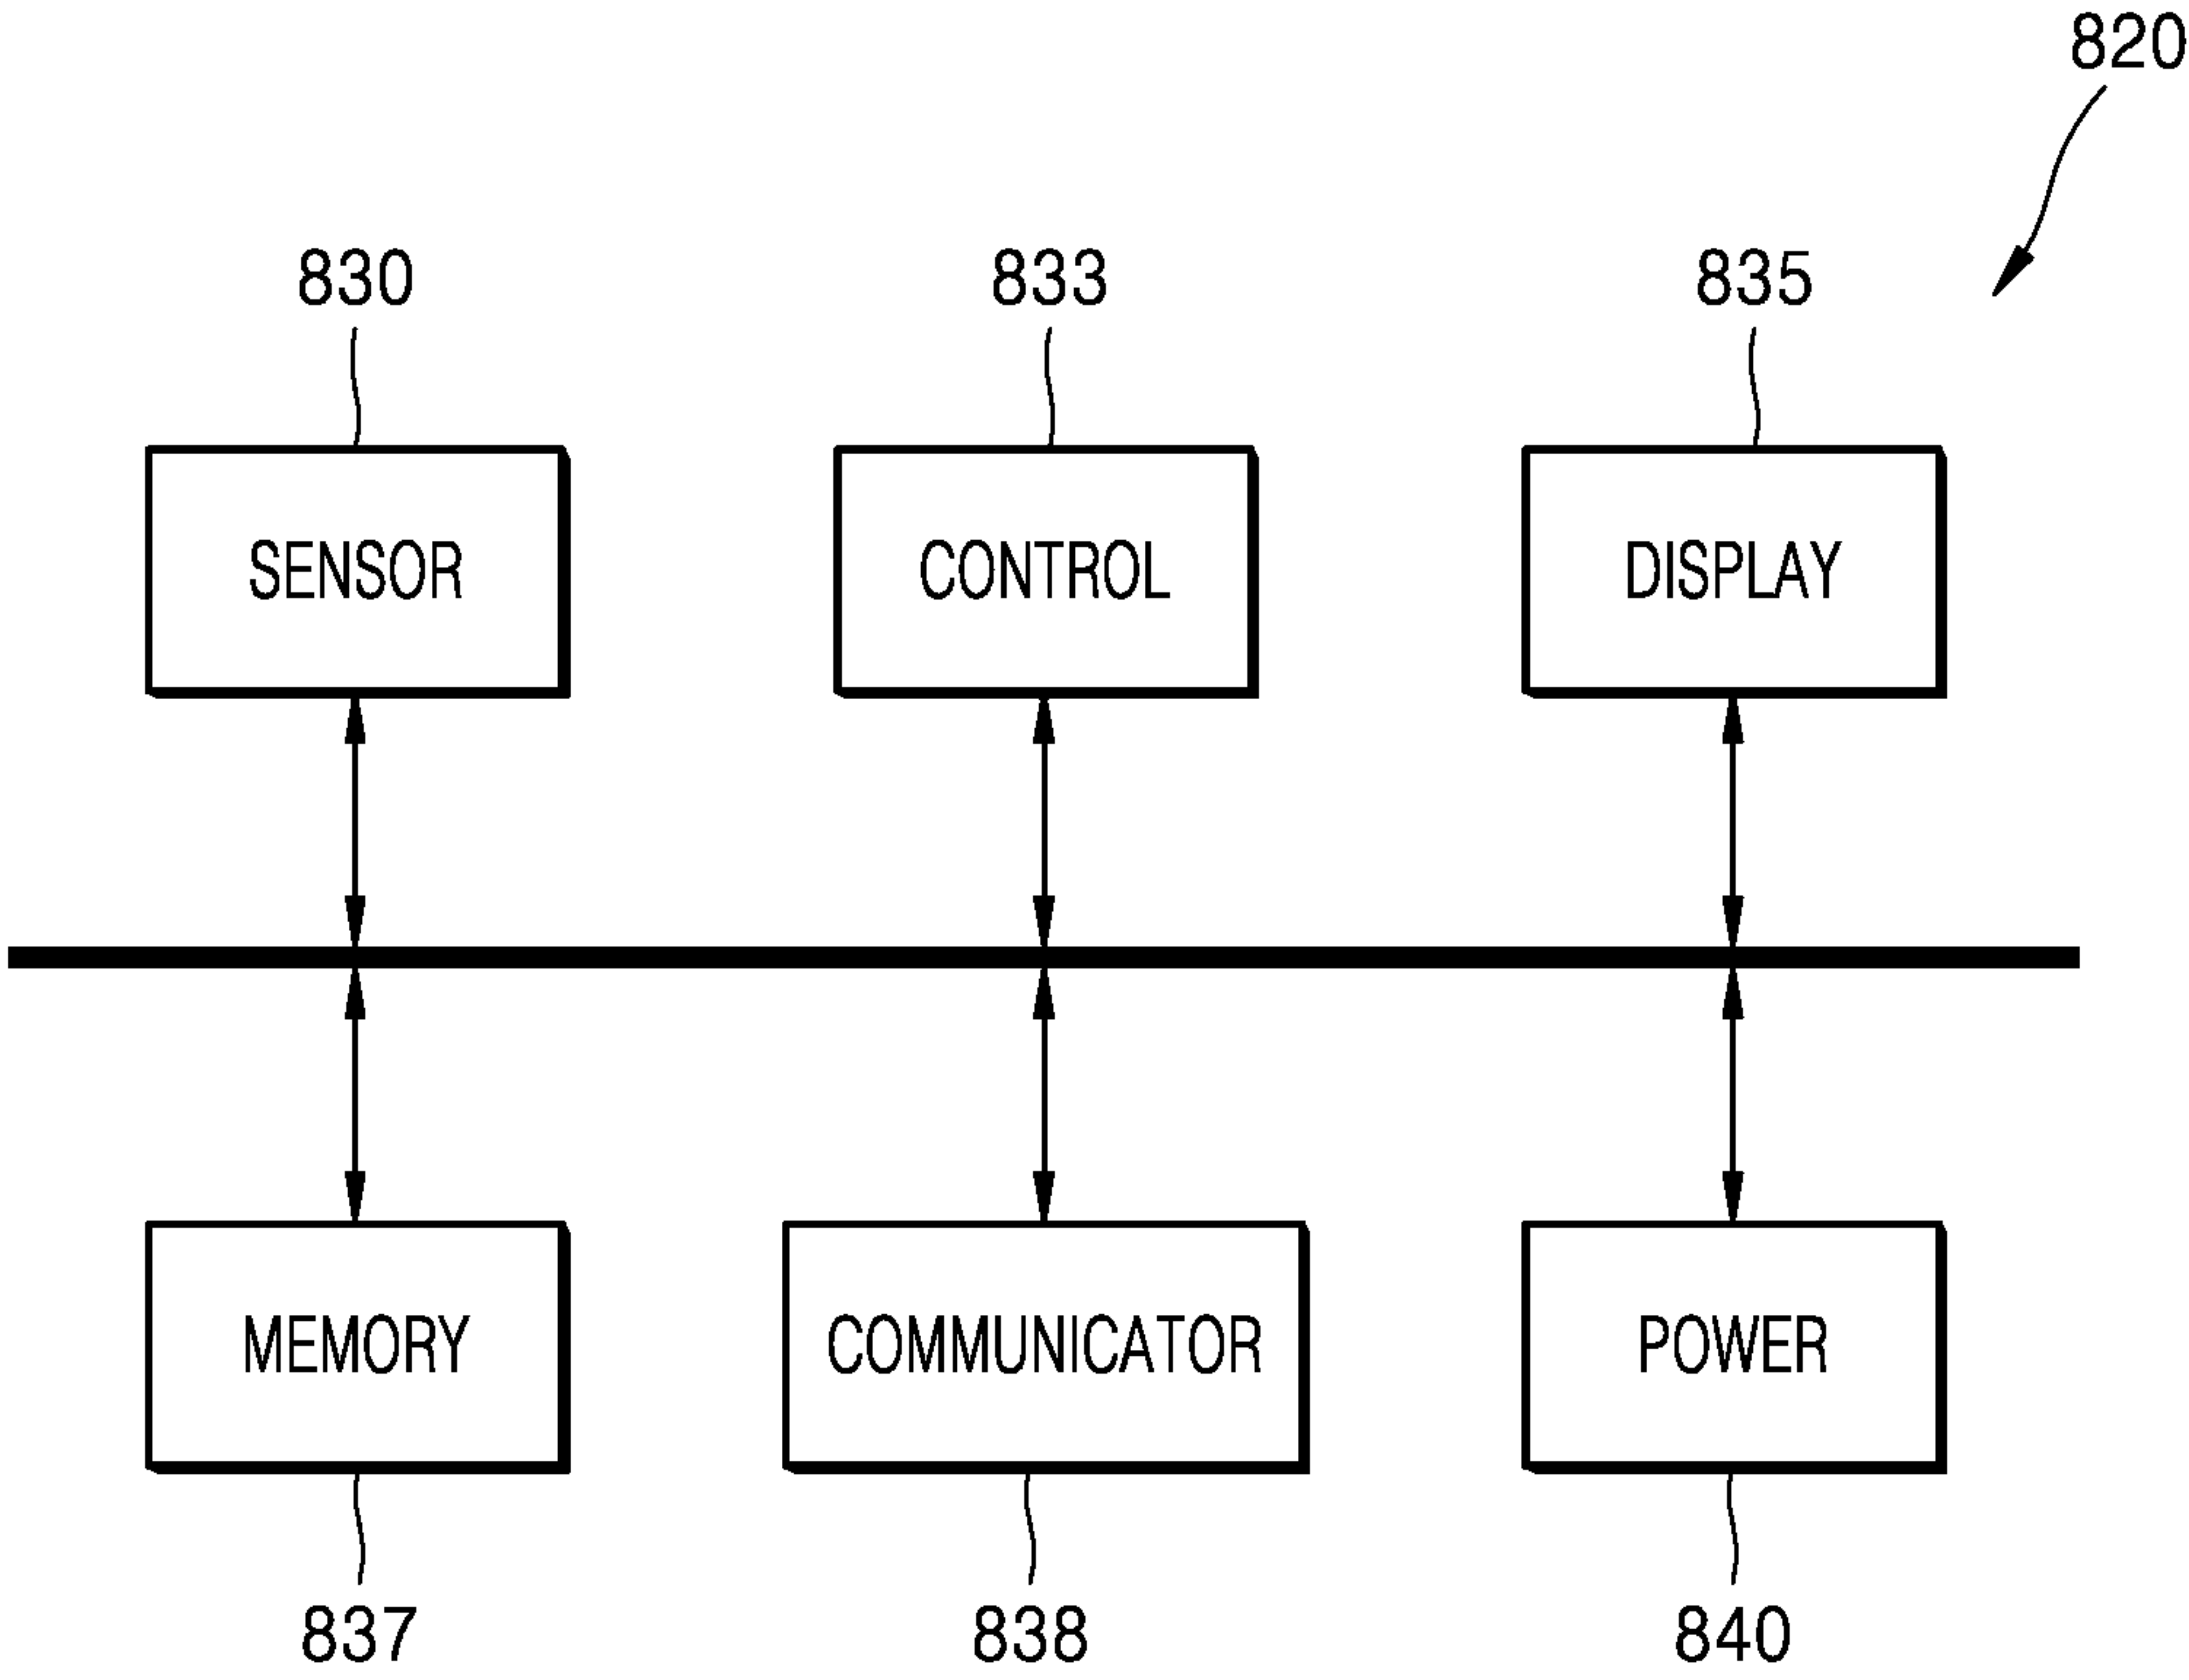 820
830
833
835
SENSOR
CONTROL
DISPLAY
MEMORY
COMMUNICATOR
POWER
837
838
840